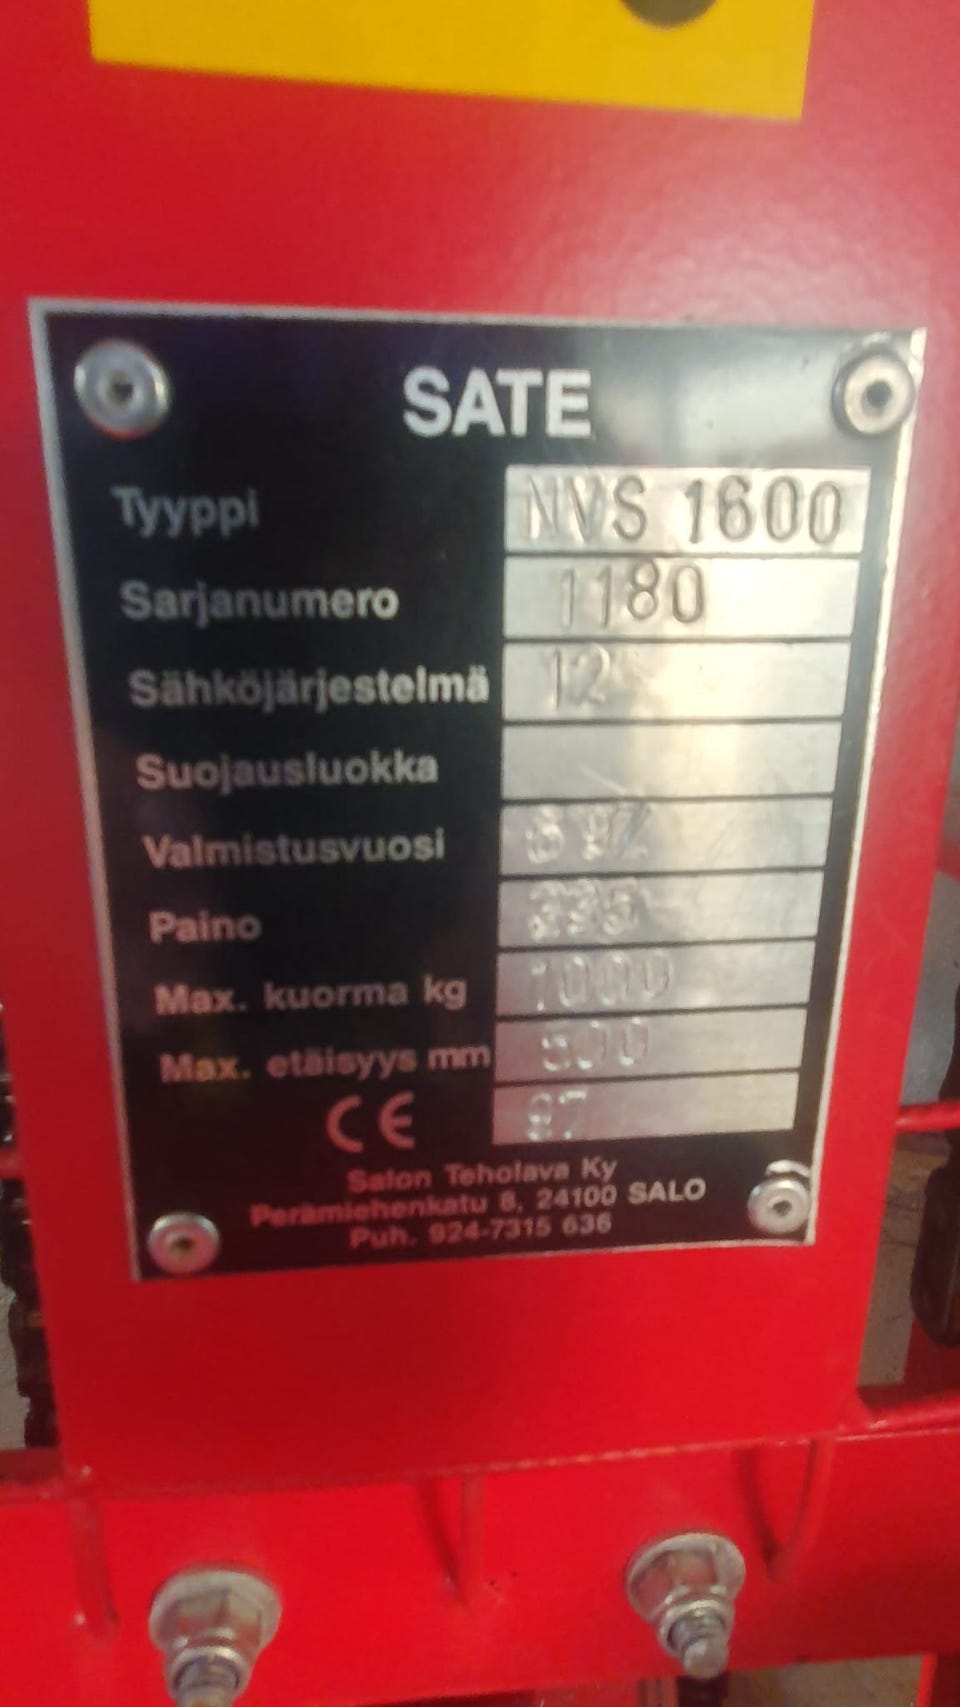 SATE
Tyyppi NVS 1600
Sarjanumero 1180
Sähköjärjestelmä 12
Suojausluokka
Valmistusvuosi
Paino
Max. kuorma kg 1000
Max. etäisyys mm 500
CE 97
Salon Teholava Ky
Perämiehenkatu 8, 24100 SALO
Puh. 924-7315 636